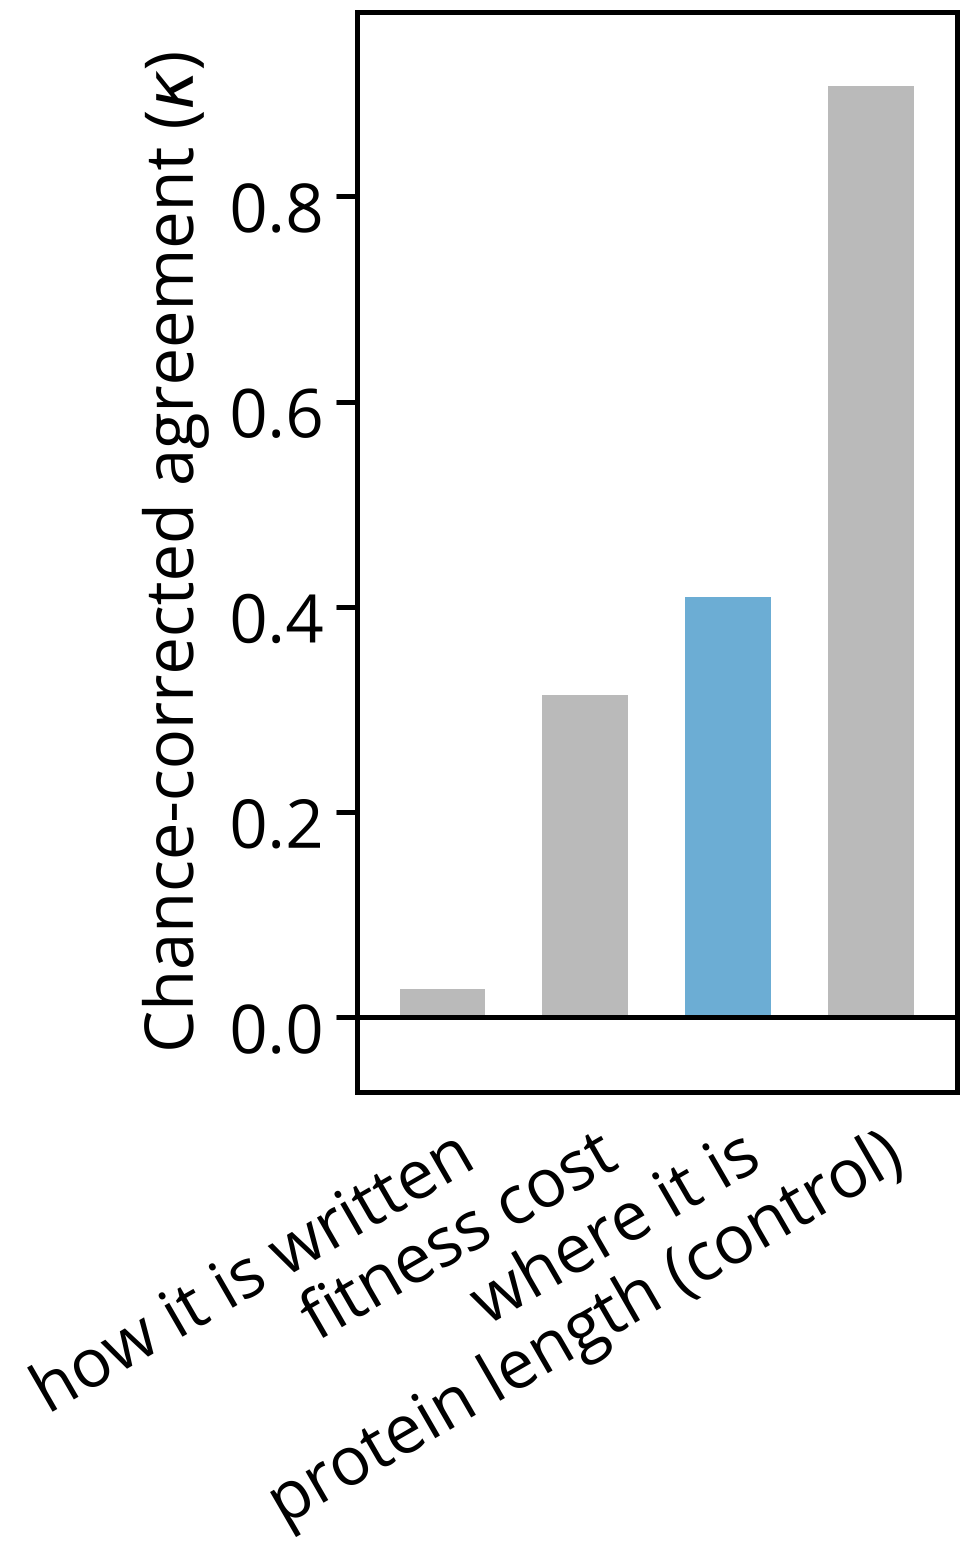 Chance-corrected agreement (κ)
0.8
0.6
0.4
0.2
0.0
how it is written
fitness cost
where it is
protein length (control)